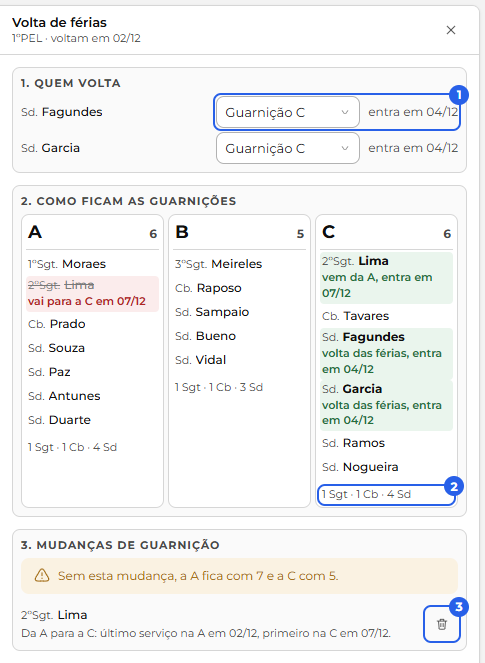 Volta de férias
1ºPEL · voltam em 02/12
1. QUEM VOLTA
1
Sd. Fagundes
Guarnição C
entra em 04/12
Sd. Garcia
Guarnição C
entra em 04/12
2. COMO FICAM AS GUARNIÇÕES
A 6
1ºSgt. Moraes
2ºSgt. Lima
vai para a C em 07/12
Cb. Prado
Sd. Souza
Sd. Paz
Sd. Antunes
Sd. Duarte
1 Sgt · 1 Cb · 4 Sd
B 5
3ºSgt. Meireles
Cb. Raposo
Sd. Sampaio
Sd. Bueno
Sd. Vidal
1 Sgt · 1 Cb · 3 Sd
C 6
2ºSgt. Lima
vem da A, entra em
07/12
Cb. Tavares
Sd. Fagundes
volta das férias, entra
em 04/12
Sd. Garcia
volta das férias, entra
em 04/12
Sd. Ramos
Sd. Nogueira
2
1 Sgt · 1 Cb · 4 Sd
3. MUDANÇAS DE GUARNIÇÃO
Sem esta mudança, a A fica com 7 e a C com 5.
3
2ºSgt. Lima
Da A para a C: último serviço na A em 02/12, primeiro na C em 07/12.